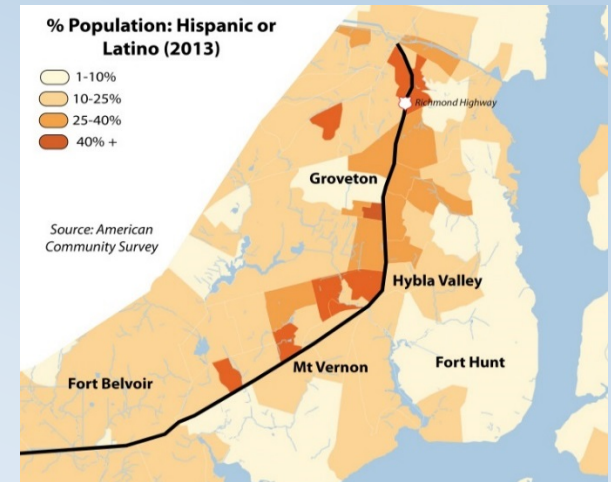 % Population: Hispanic or
Latino (2013)
1-10%
10-25%
25-40%
40% +
Richmond Highway
Groveton
Source: American
Community Survey
Hybla Valley
Mt Vernon
Fort Hunt
Fort Belvoir